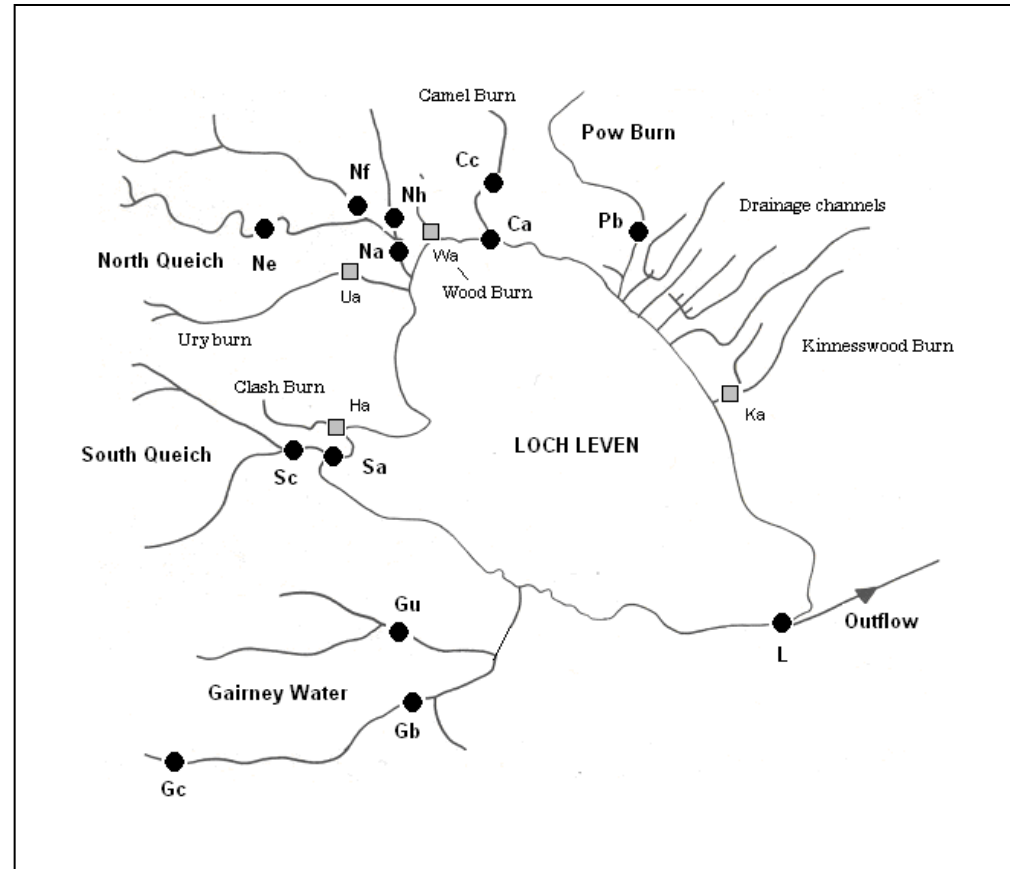 Camel Burn
Pow Burn
Cc
Nf
Nh
Pb
Drainage channels
Ca
North Queich
Ne
Na
Wa
Wood Burn
Ua
Ury burn
Kinnesswood Burn
Clash Burn
Ha
Ka
South Queich
Sc
Sa
LOCH LEVEN
Gu
Outflow
L
Gairney Water
Gb
Gc